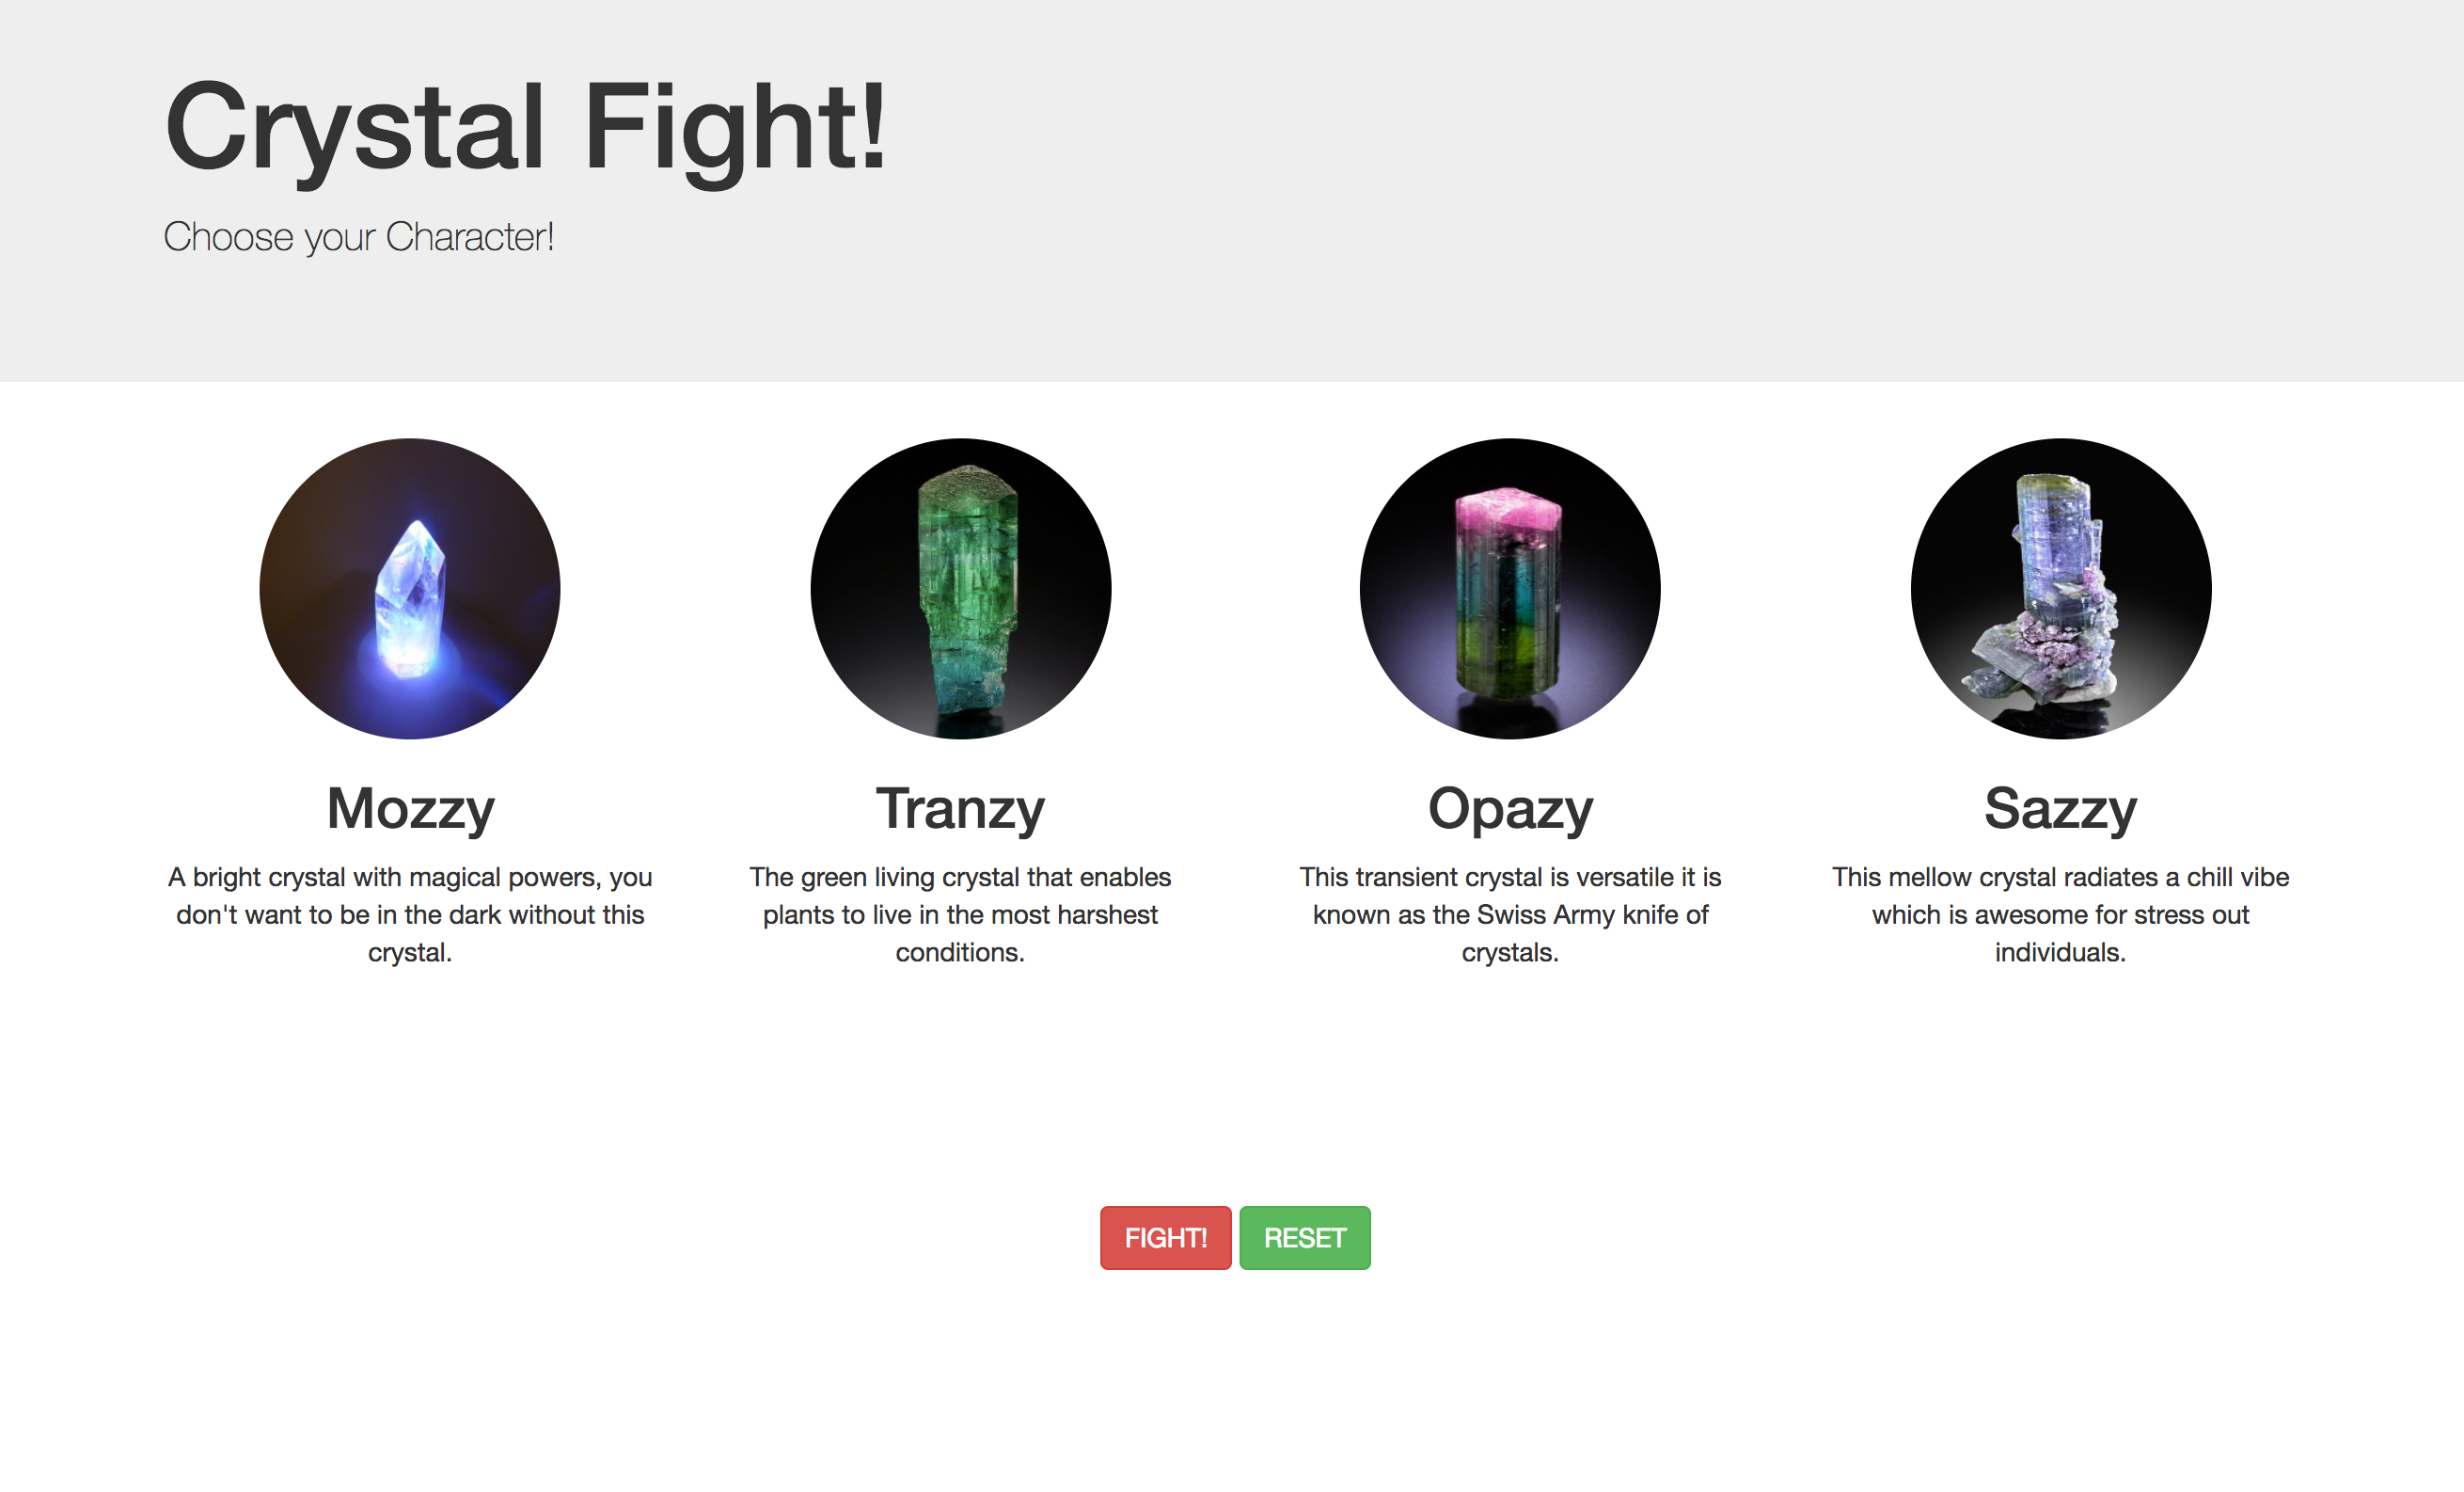 Crystal Fight!
Choose your Character!
Mozzy
A bright crystal with magical powers, you
don't want to be in the dark without this
crystal.
Tranzy
The green living crystal that enables
plants to live in the most harshest
conditions.
Opazy
This transient crystal is versatile it is
known as the Swiss Army knife of
crystals.
Sazzy
This mellow crystal radiates a chill vibe
which is awesome for stress out
individuals.
FIGHT!
RESET